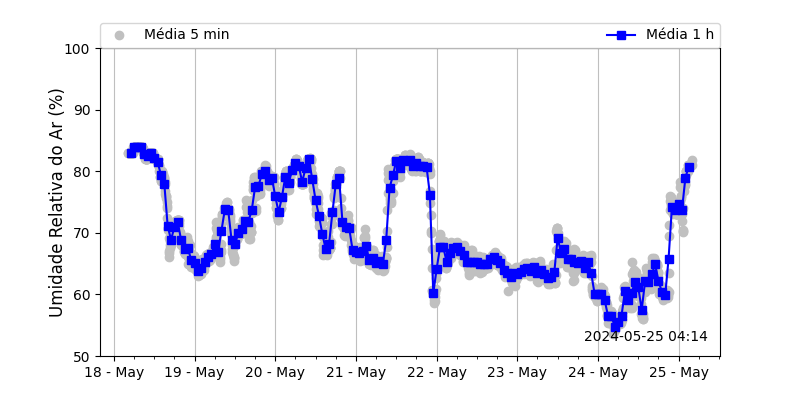 Média 5 min Média 1 h
Umidade Relativa do Ar (%)
100
90
80
70
60
50
2024-05-25 04:14
18 - May 19 - May 20 - May 21 - May 22 - May 23 - May 24 - May 25 - May